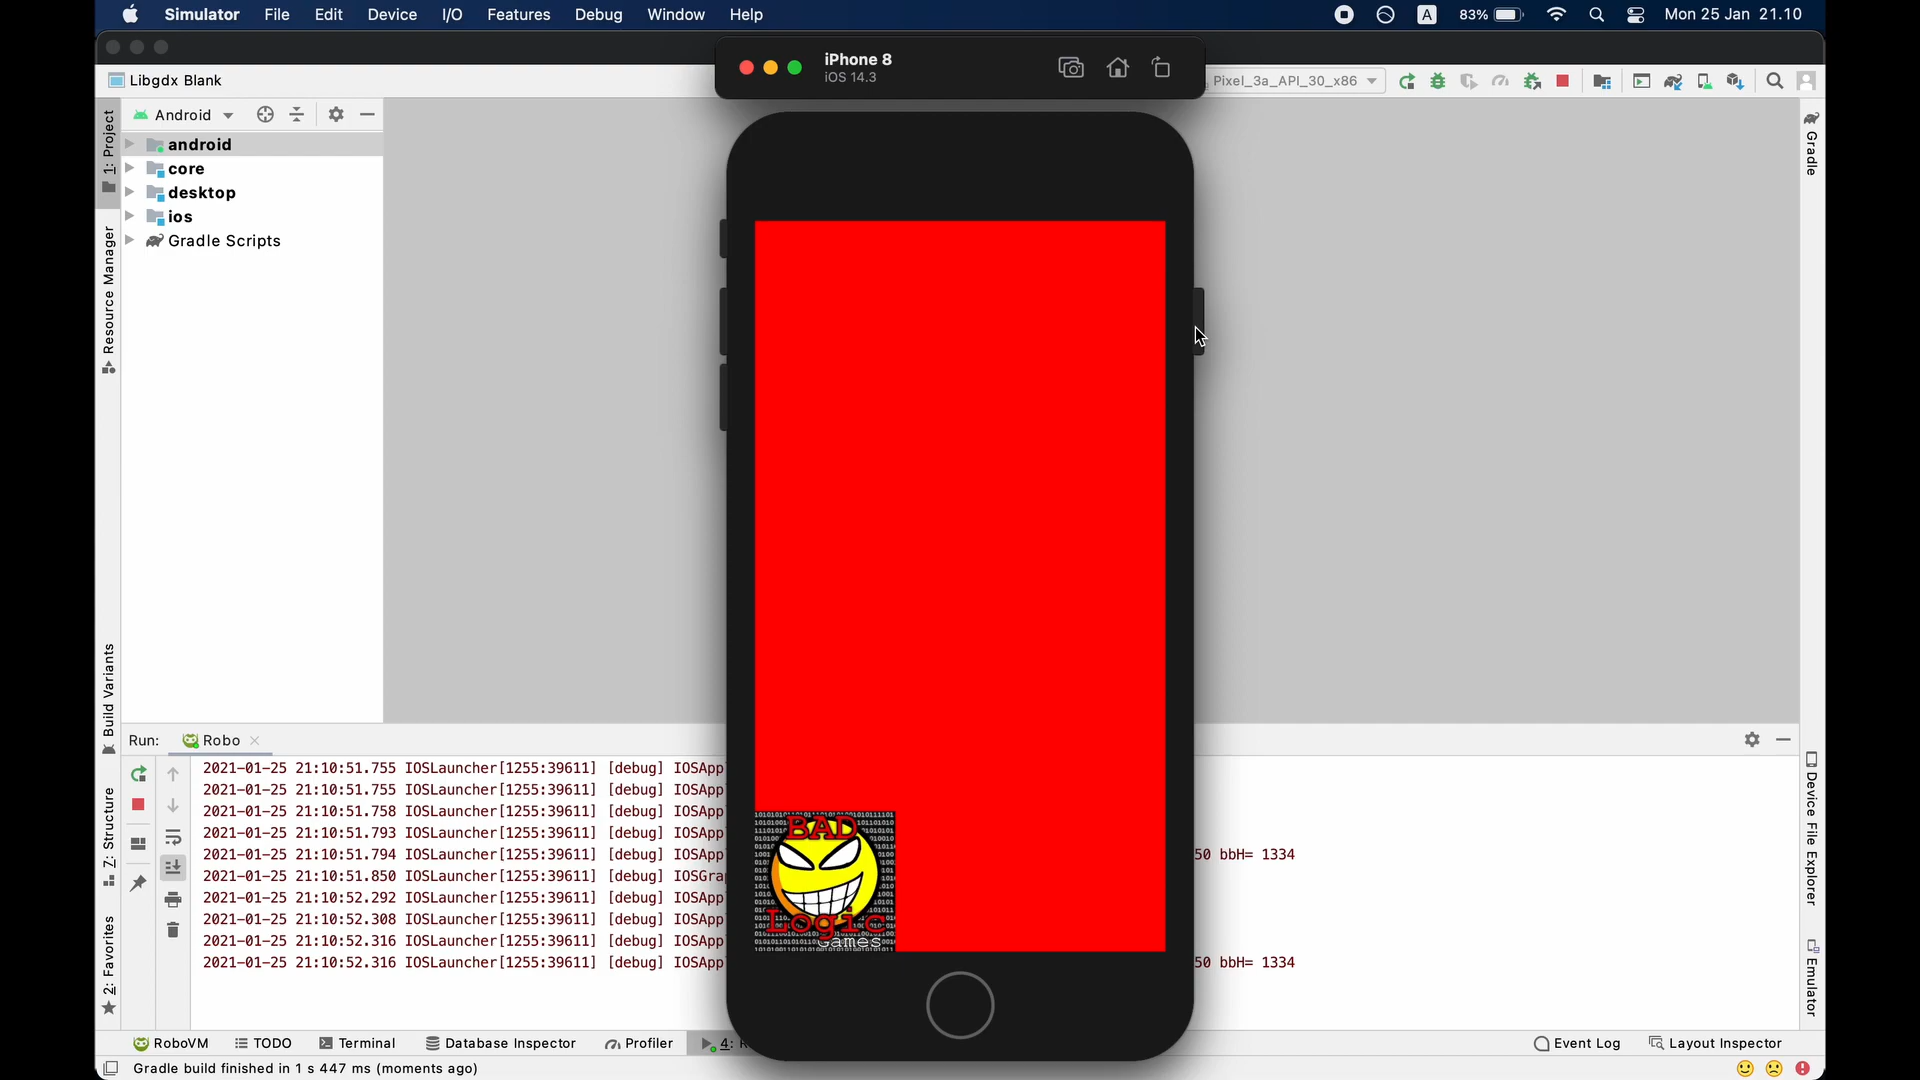 Simulator File Edit Device I/O Features Debug Window Help A 83% Mon 25 Jan 21.10
iPhone 8
iOS 14.3
Libgdx Blank
Pixel_3a_API_30_x86
Android
android
core
desktop
ios
Gradle Scripts
1: Project
Resource Manager
Build Variants
Z: Structure
2: Favorites
Gradle
Device File Explorer
Emulator
BAD
Logic
Games
Run: Robo
2021-01-25 21:10:51.755 IOSLauncher[1255:39611] [debug] IOSApp
2021-01-25 21:10:51.755 IOSLauncher[1255:39611] [debug] IOSApp
2021-01-25 21:10:51.758 IOSLauncher[1255:39611] [debug] IOSApp
2021-01-25 21:10:51.793 IOSLauncher[1255:39611] [debug] IOSApp
2021-01-25 21:10:51.794 IOSLauncher[1255:39611] [debug] IOSApp 50 bbH= 1334
2021-01-25 21:10:51.850 IOSLauncher[1255:39611] [debug] IOSGra
2021-01-25 21:10:52.292 IOSLauncher[1255:39611] [debug] IOSApp
2021-01-25 21:10:52.308 IOSLauncher[1255:39611] [debug] IOSApp
2021-01-25 21:10:52.316 IOSLauncher[1255:39611] [debug] IOSApp
2021-01-25 21:10:52.316 IOSLauncher[1255:39611] [debug] IOSApp 50 bbH= 1334
RoboVM TODO Terminal Database Inspector Profiler 4: Event Log Layout Inspector
Gradle build finished in 1 s 447 ms (moments ago)